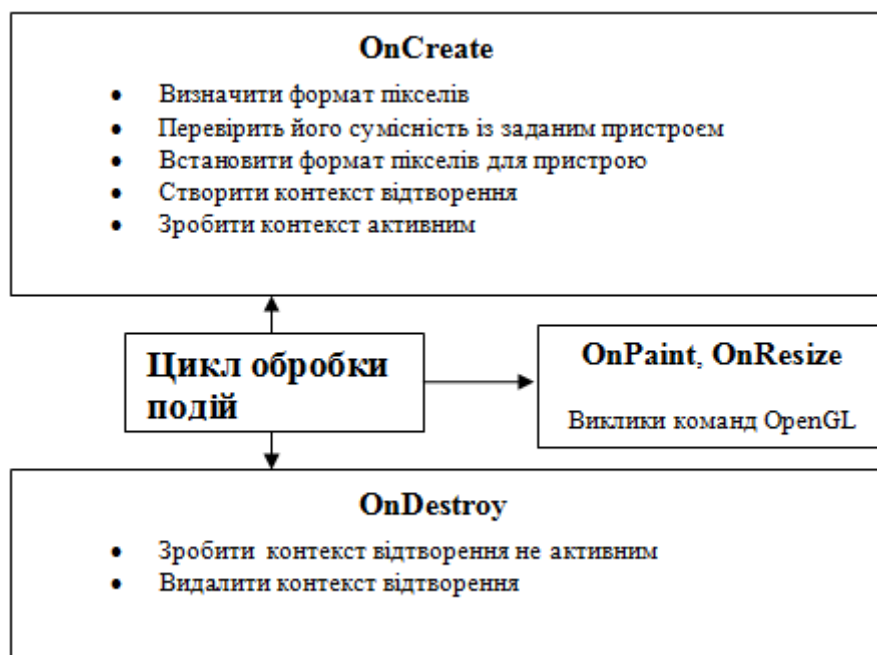 OnCreate
• Визначити формат пікселів
• Перевірить його сумісність із заданим пристроєм
• Встановити формат пікселів для пристрою
• Створити контекст відтворення
• Зробити контекст активним
Цикл обробки
подій
OnPaint, OnResize
Виклики команд OpenGL
OnDestroy
• Зробити контекст відтворення не активним
• Видалити контекст відтворення